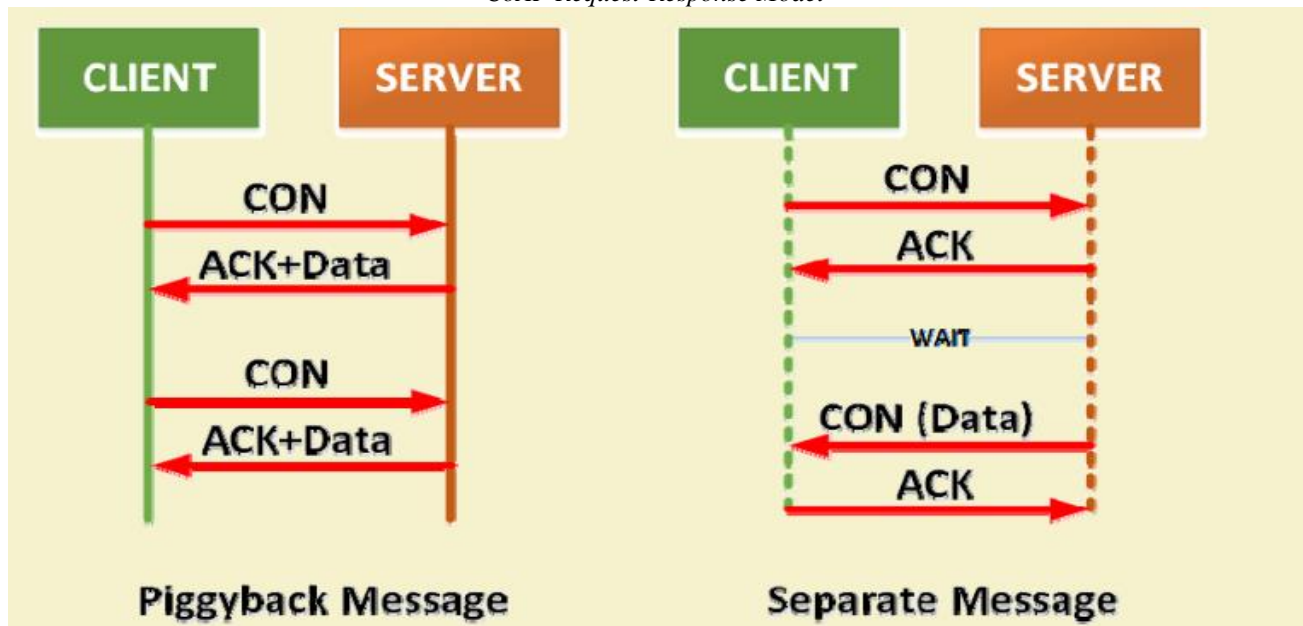 CLIENT SERVER CLIENT SERVER
CON CON
ACK+Data ACK
WAIT
CON CON (Data)
ACK+Data ACK
Piggyback Message Separate Message